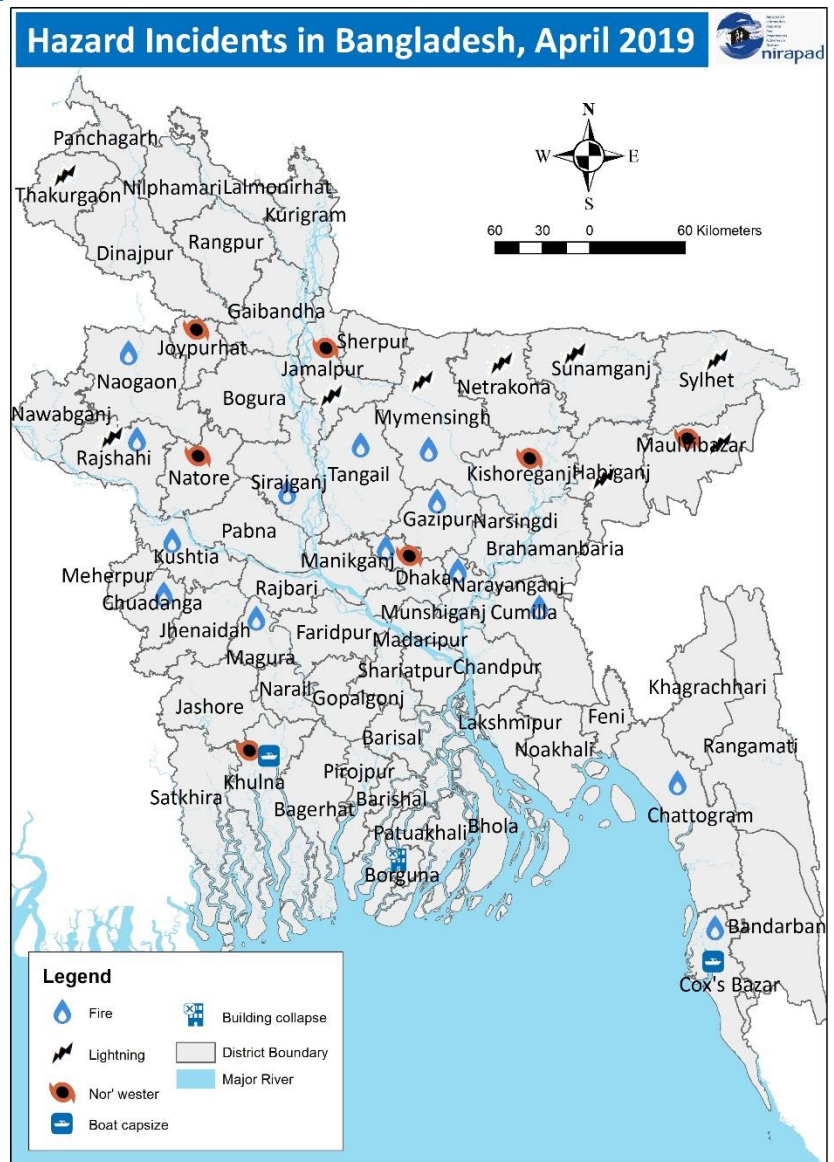 Hazard Incidents in Bangladesh, April 2019
nirapad
N
W E
S
60 30 0 60 Kilometers
Panchagarh
Thakurgaon
Nilphamari
Lalmonirhat
Kurigram
Dinajpur
Rangpur
Gaibandha
Joypurhat
Jamalpur
Sherpur
Naogaon
Bogura
Mymensingh
Netrakona
Sunamganj
Sylhet
Nawabganj
Rajshahi
Natore
Sirajganj
Tangail
Kishoreganj
Habiganj
Maulvibazar
Pabna
Gazipur
Narsingdi
Kushtia
Manikganj
Dhaka
Brahamanbaria
Narayanganj
Meherpur
Chuadanga
Rajbari
Munshiganj
Cumilla
Jhenaidah
Faridpur
Madaripur
Magura
Shariatpur
Chandpur
Narail
Gopalgonj
Jashore
Khagrachhari
Lakshmipur
Feni
Barisal
Noakhali
Rangamati
Khulna
Pirojpur
Satkhira
Bagerhat
Barishal
Chattogram
Patuakhali
Bhola
Borguna
Bandarban
Cox's Bazar
Legend
Fire
Lightning
Nor' wester
Boat capsize
Building collapse
District Boundary
Major River